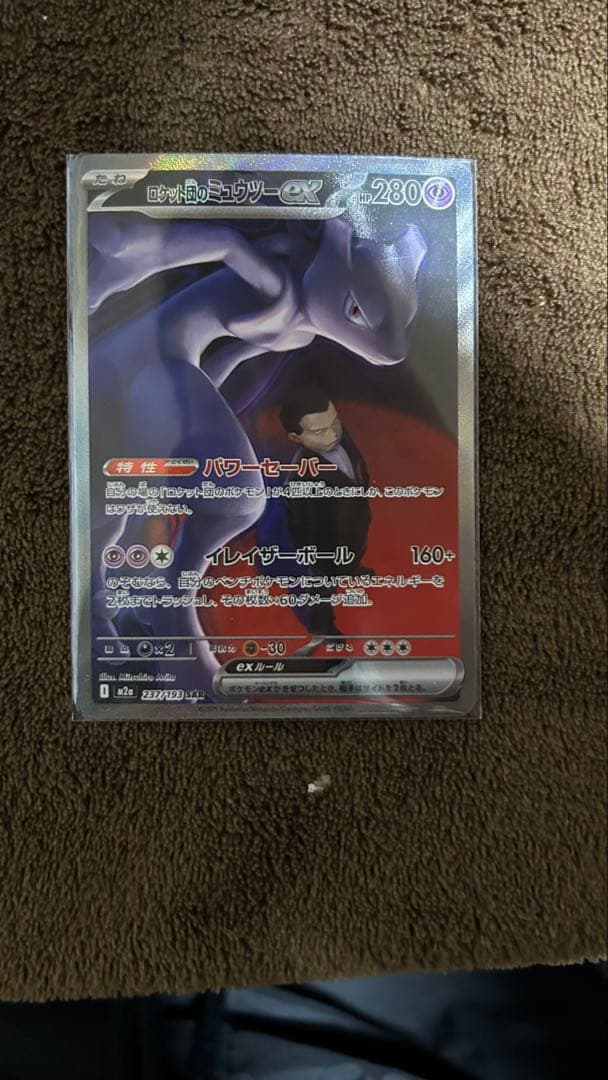 たね
ロケット団のミュウツーex
HP280
特性 パワーセーバー
自分の場の「ロケット団のポケモン」が4匹以上のときにしか、このポケモン
はワザが使えない。
イレイザーボール 160+
のぞむなら、自分のベンチポケモンについているエネルギーを
2枚までトラッシュし、その枚数×60ダメージ追加。
弱点 ×2 抵抗力 -30 にげる
exルール
ポケモンexがきぜつしたとき、相手はサイドを2枚とる。
Illus. Mitsuhiro Arita
M2a 237/193 SAR